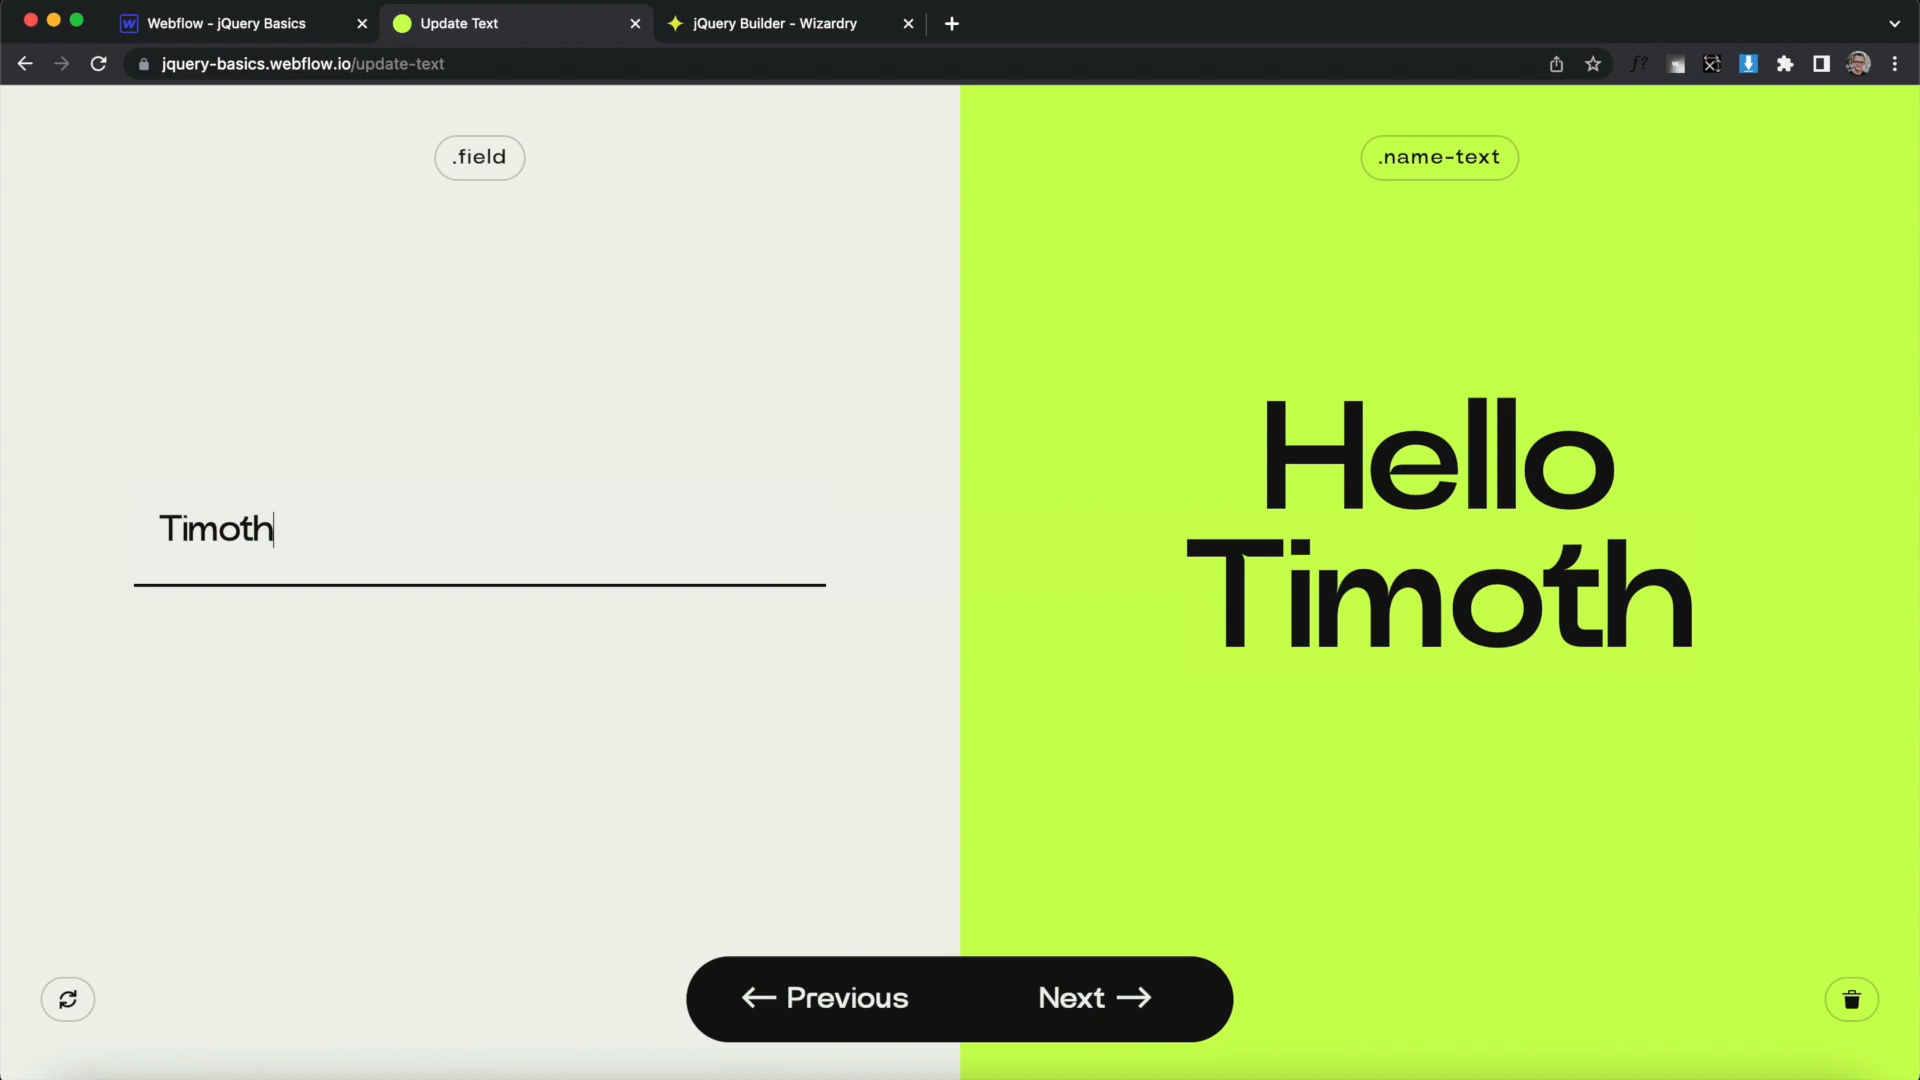 Webflow - jQuery Basics
Update Text
jQuery Builder - Wizardry
jquery-basics.webflow.io/update-text
f?
.field
.name-text
Timoth
Hello
Timoth
← Previous
Next →